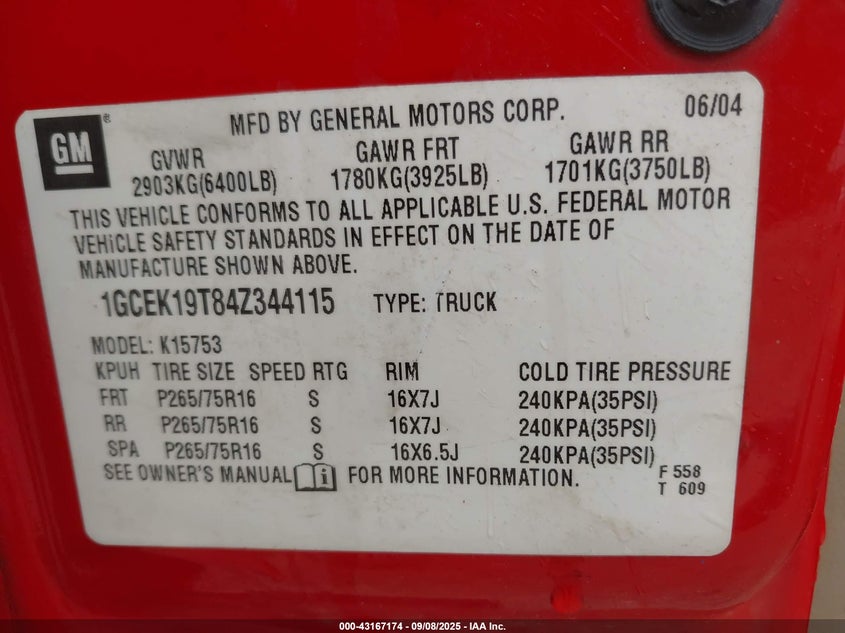 GM ®
MFD BY GENERAL MOTORS CORP. 06/04
GVWR GAWR FRT GAWR RR
2903KG(6400LB) 1780KG(3925LB) 1701KG(3750LB)
THIS VEHICLE CONFORMS TO ALL APPLICABLE U.S. FEDERAL MOTOR
VEHICLE SAFETY STANDARDS IN EFFECT ON THE DATE OF
MANUFACTURE SHOWN ABOVE.
1GCEK19T84Z344115 TYPE: TRUCK
MODEL: K15753
KPUH TIRE SIZE SPEED RTG RIM COLD TIRE PRESSURE
FRT P265/75R16 S 16X7J 240KPA(35PSI)
RR P265/75R16 S 16X7J 240KPA(35PSI)
SPA P265/75R16 S 16X6.5J 240KPA(35PSI)
SEE OWNER'S MANUAL i FOR MORE INFORMATION.
F 558
T 609
000-43167174 - 09/08/2025 - IAA Inc.